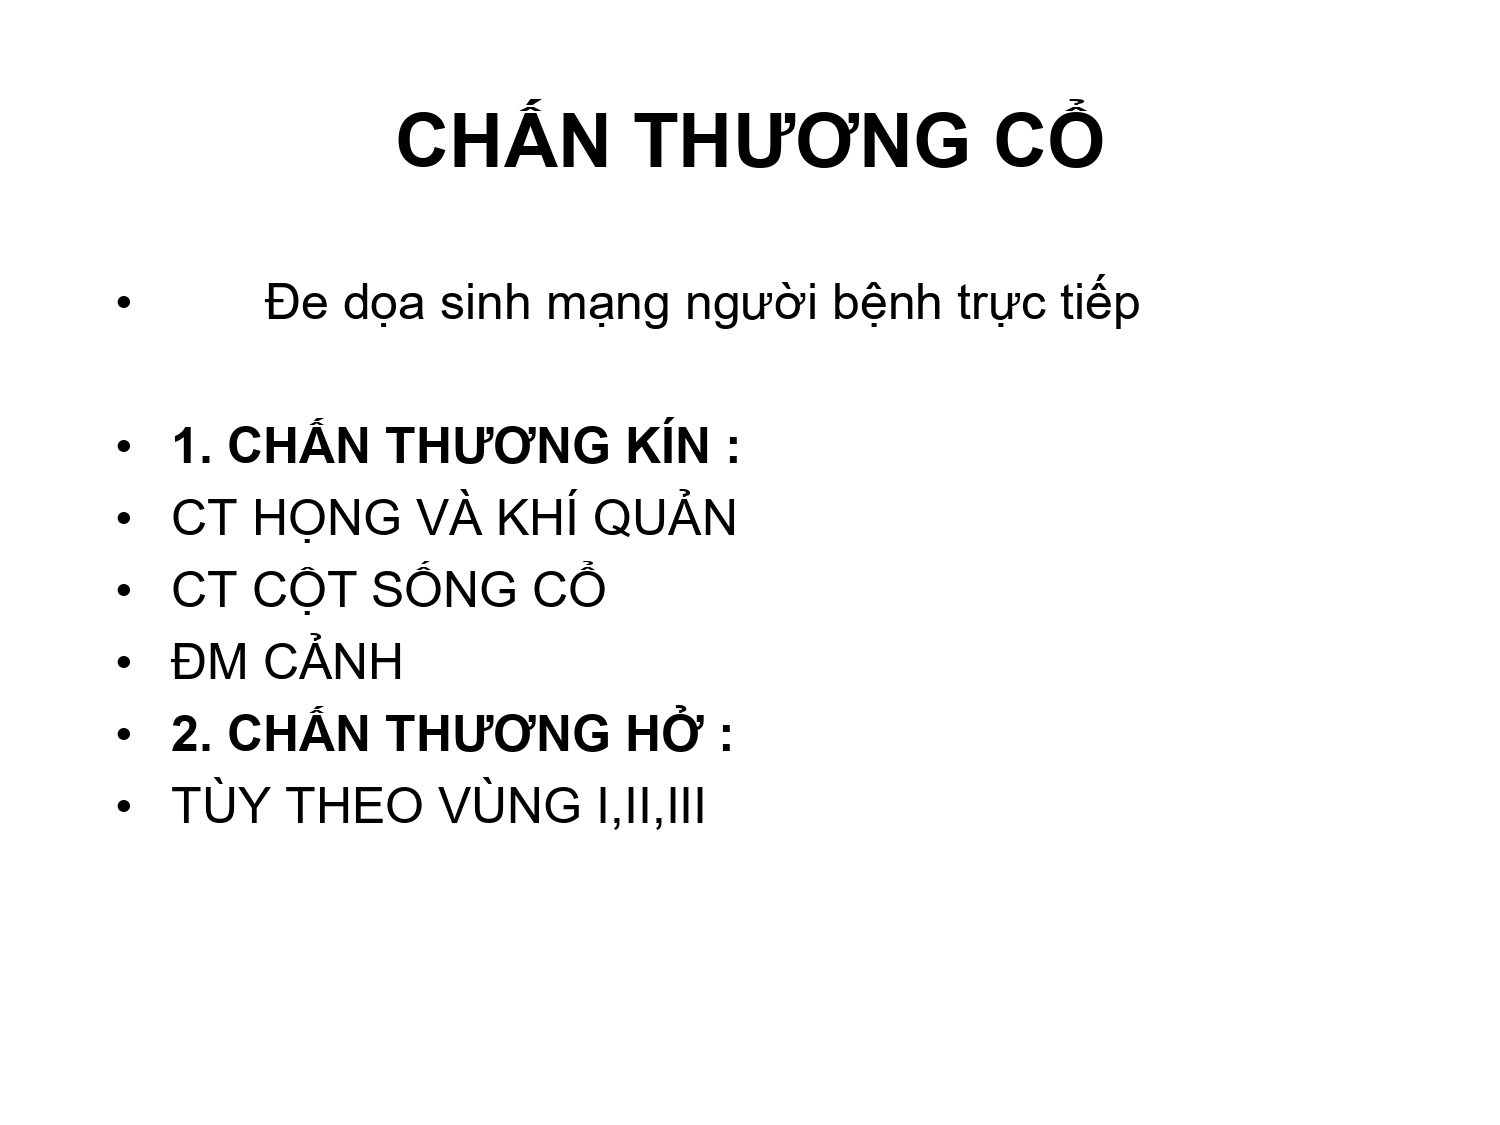 CHẤN THƯƠNG CỔ
• Đe dọa sinh mạng người bệnh trực tiếp
• 1. CHẤN THƯƠNG KÍN :
• CT HỌNG VÀ KHÍ QUẢN
• CT CỘT SỐNG CỔ
• ĐM CẢNH
• 2. CHẤN THƯƠNG HỞ :
• TÙY THEO VÙNG I,II,III